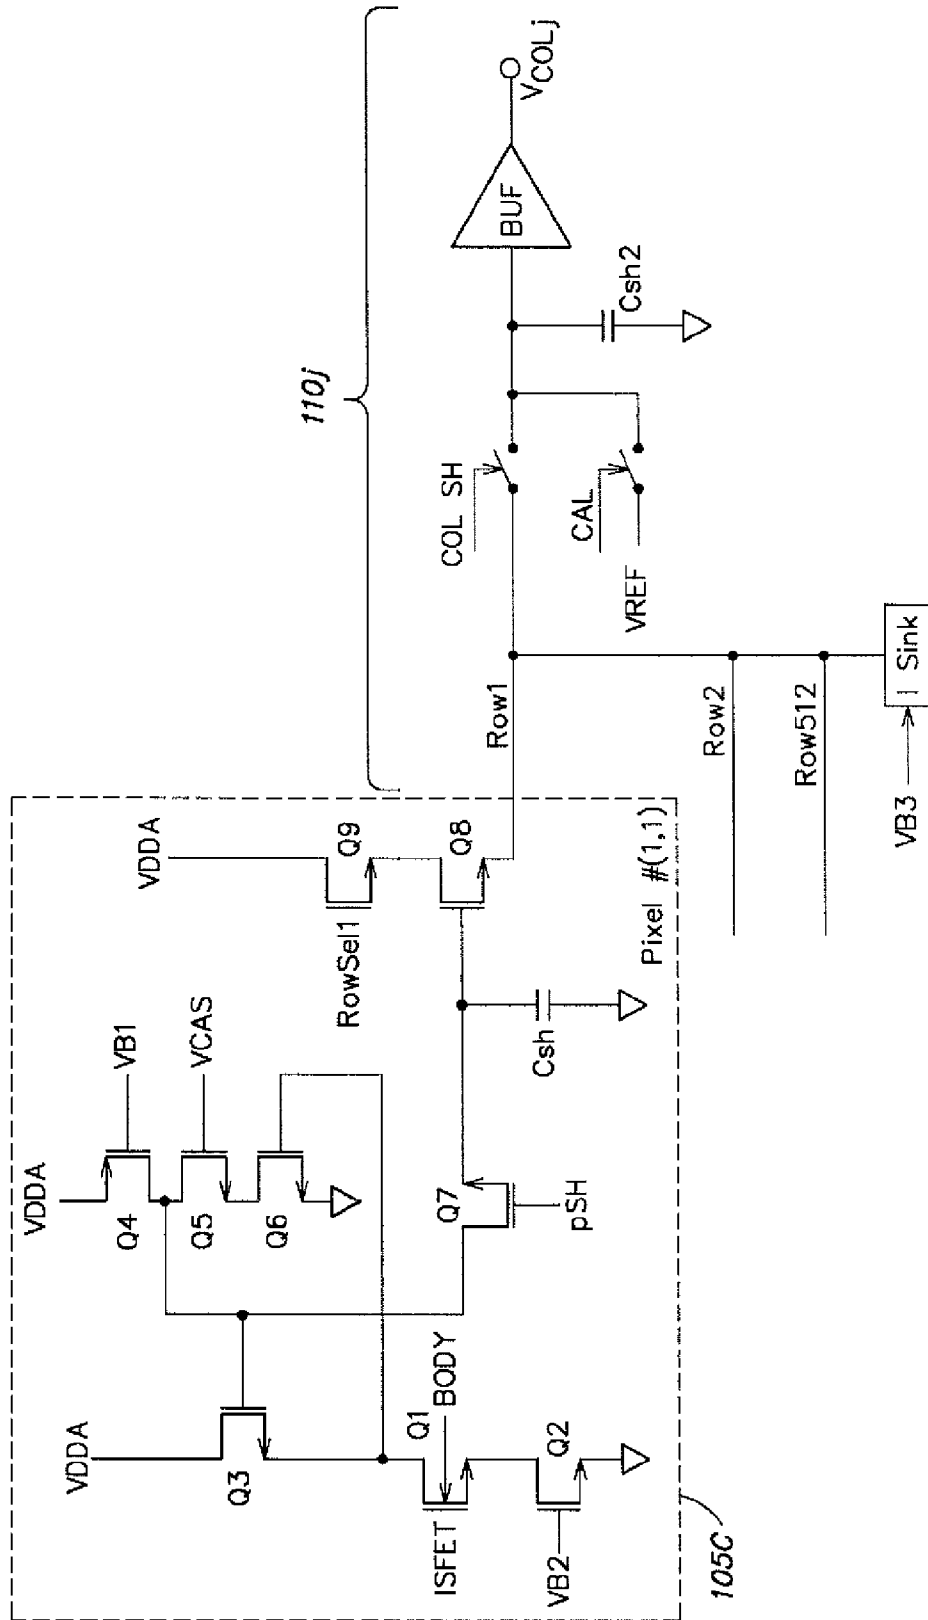 VDDA
VDDA
VDDA
VB1
VCAS
Q4
Q5
Q6
Q3
Q1
BODY
ISFET
Q2
VB2
Q7
pSH
Csh
Q9
RowSel1
Q8
Pixel #(1,1)
105C
110j
Row1
Row2
Row512
VB3
I Sink
COL SH
CAL
VREF
Csh2
BUF
VCOLj